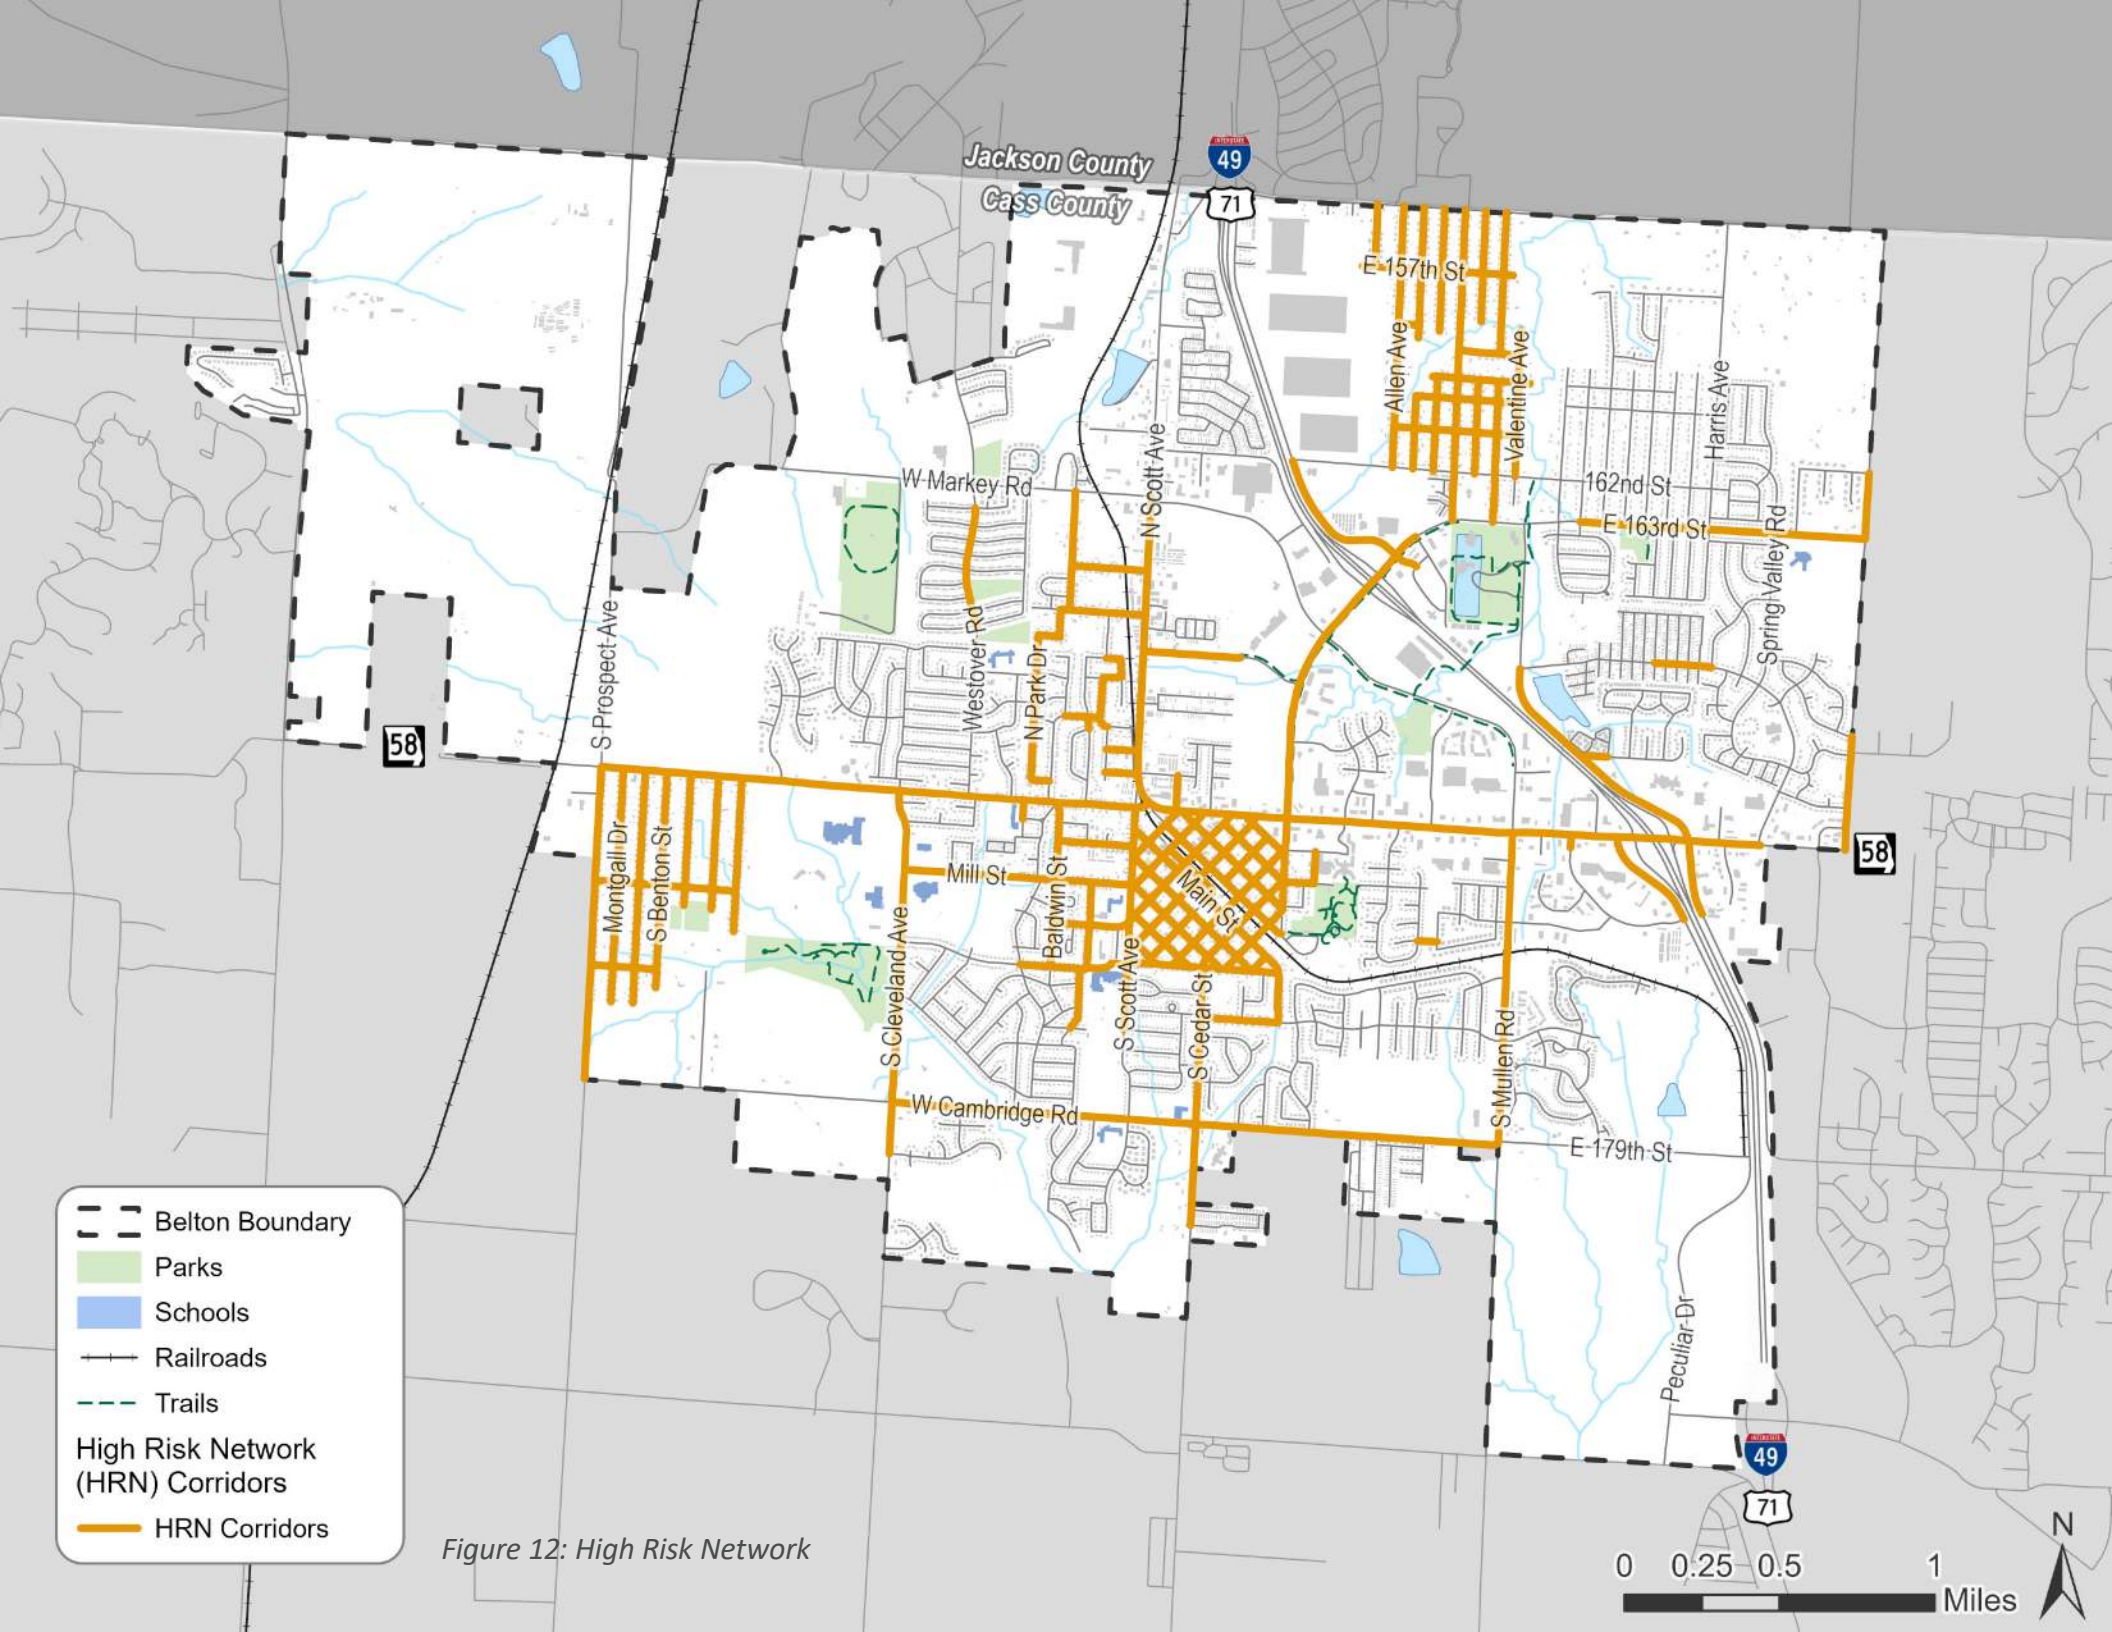 Jackson County
Cass County
INTERSTATE
49
71
E 157th St
Allen Ave
Valentine Ave
Harris Ave
N Scott Ave
W Markey Rd
162nd St
E 163rd St
Spring Valley Rd
S Prospect Ave
Westover Rd
N Park Dr
58
58
Montgall Dr
S Benton St
Mill St
Baldwin St
Main St
S Cleveland Ave
S Scott Ave
S Cedar St
S Mullen Rd
W Cambridge Rd
E 179th St
Peculiar Dr
Belton Boundary
Parks
Schools
Railroads
Trails
High Risk Network
(HRN) Corridors
HRN Corridors
Figure 12: High Risk Network
INTERSTATE
49
71
N
0 0.25 0.5 1
Miles